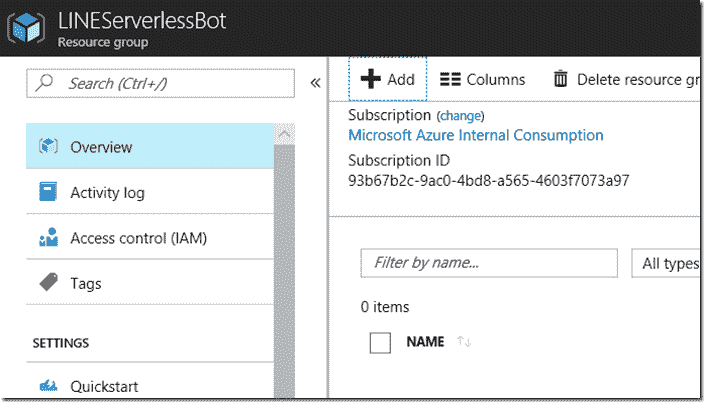 LINEServerlessBot
Resource group
Search (Ctrl+/)
Overview
Activity log
Access control (IAM)
Tags
SETTINGS
Quickstart
Add
Columns
Delete resource gr
Subscription (change)
Microsoft Azure Internal Consumption
Subscription ID
93b67b2c-9ac0-4bd8-a565-4603f7073a97
Filter by name...
All types
0 items
NAME